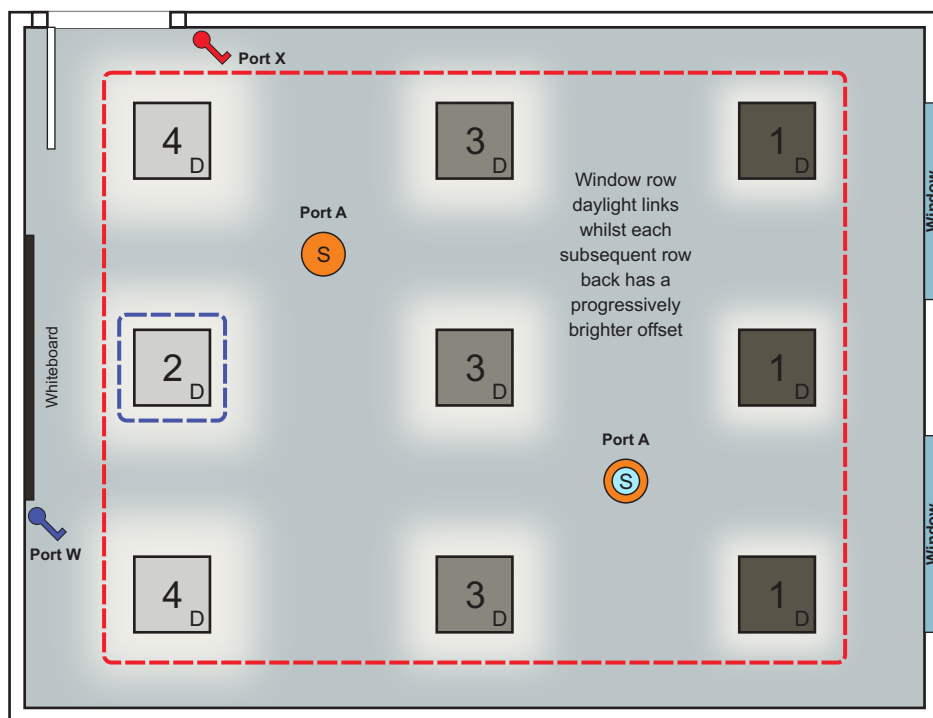 Port X
4
D
3
D
1
D
Window
Window row
daylight links
whilst each
subsequent row
back has a
progressively
brighter offset
Port A
S
Whiteboard
2
D
3
D
1
D
Port A
S
Port W
Window
4
D
3
D
1
D